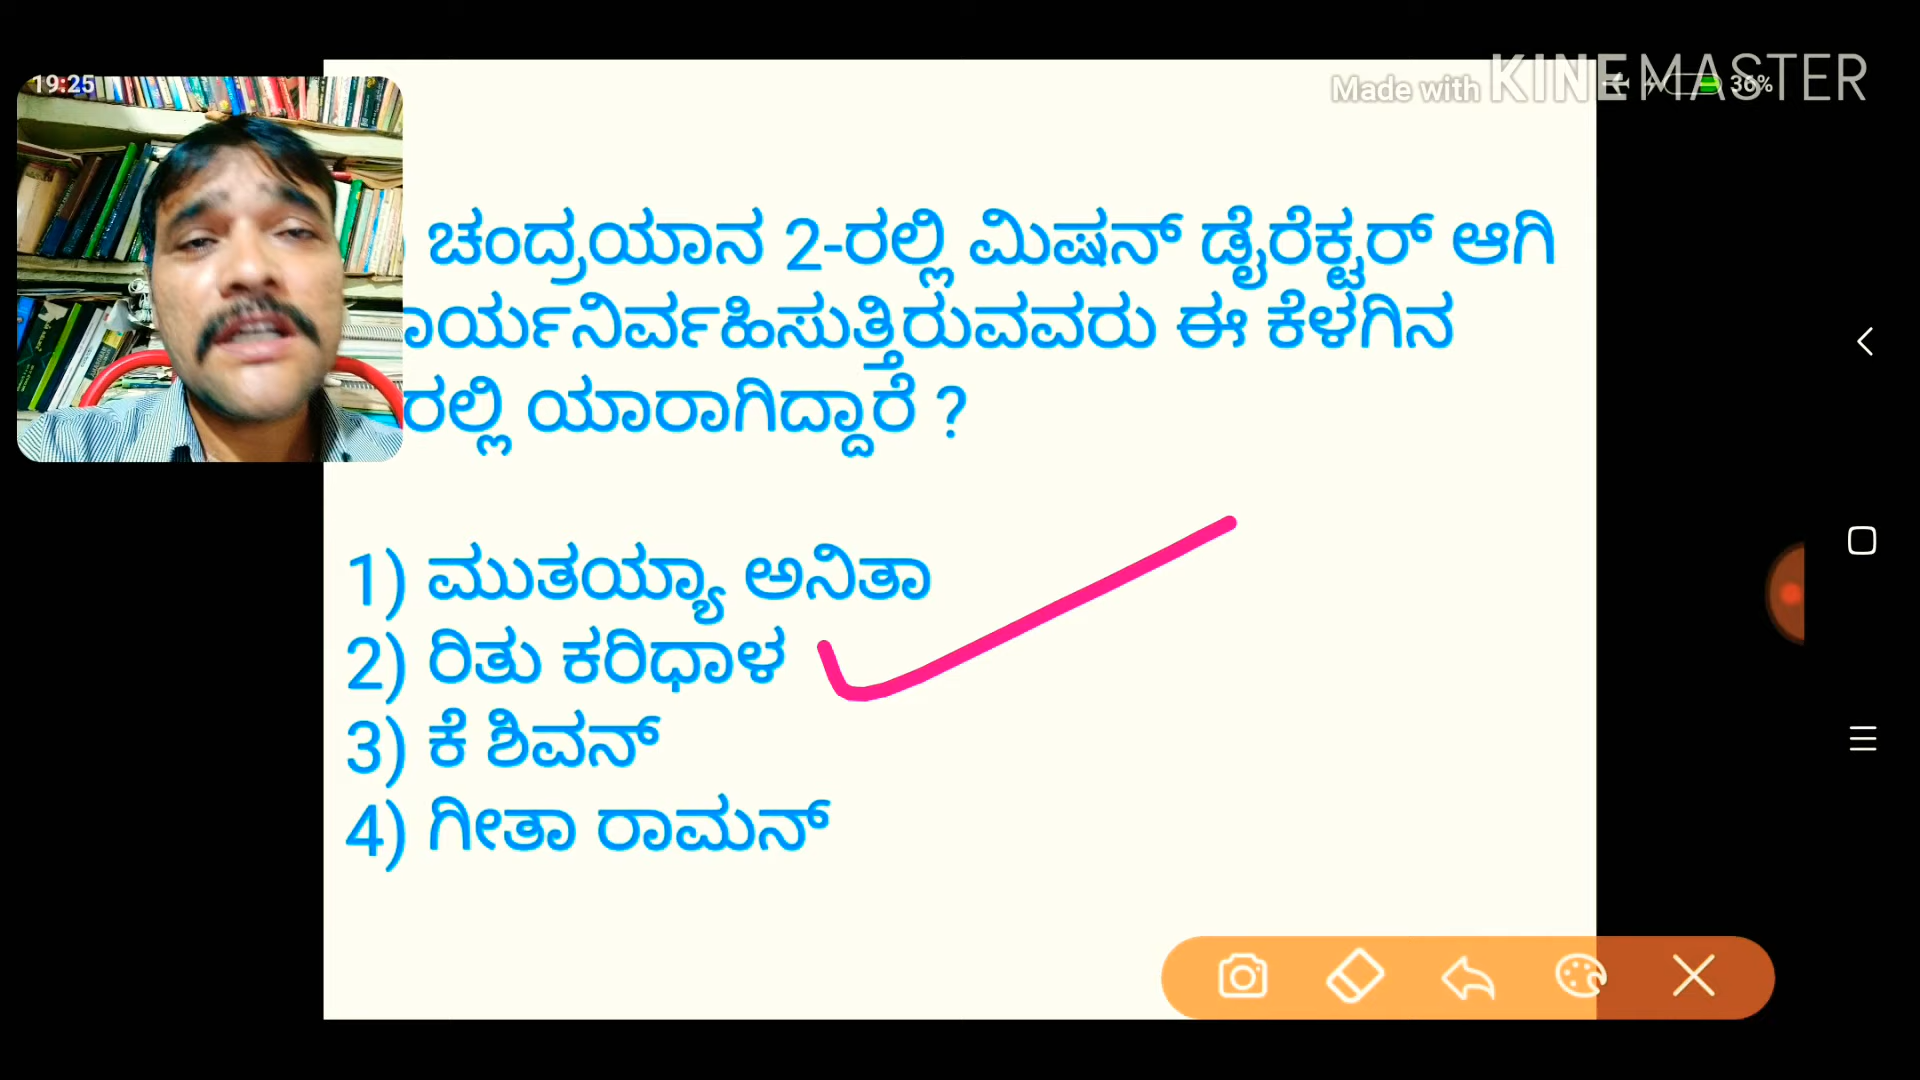 19:25
Made with KINEMASTER
36%
ಚಂದ್ರಯಾನ 2-ರಲ್ಲಿ ಮಿಷನ್ ಡೈರೆಕ್ಟರ್ ಆಗಿ
ಾರ್ಯನಿರ್ವಹಿಸುತ್ತಿರುವವರು ಈ ಕೆಳಗಿನ
ರಲ್ಲಿ ಯಾರಾಗಿದ್ದಾರೆ ?
1) ಮುತಯ್ಯಾ ಅನಿತಾ
2) ರಿತು ಕರಿಧಾಳ
3) ಕೆ ಶಿವನ್
4) ಗೀತಾ ರಾಮನ್